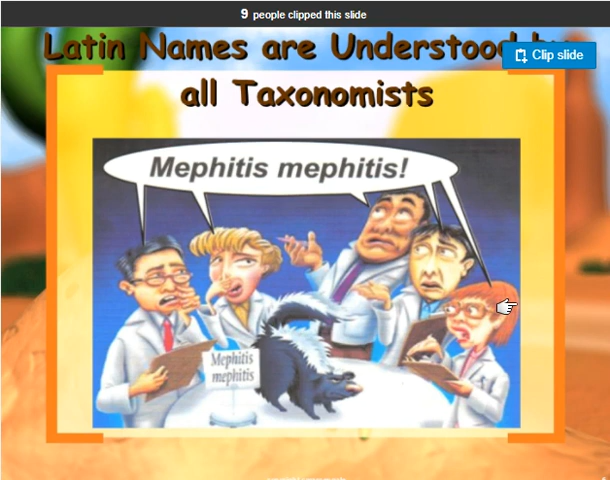 9 people clipped this slide
Latin Names are Understood by
Clip slide
all Taxonomists
Mephitis mephitis!
Mephitis
mephitis